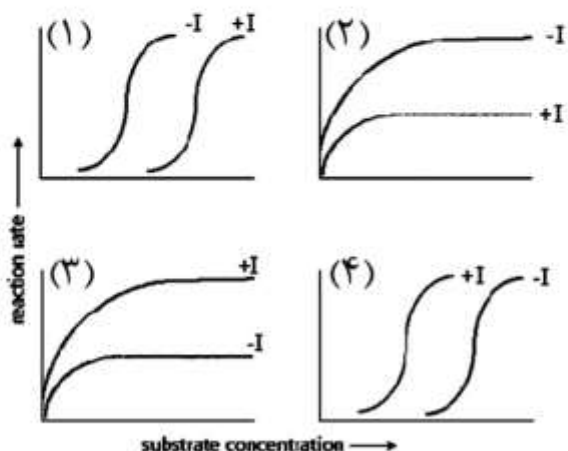 (۱) -I +I
(۲) -I
+I
reaction rate
(۳) +I
-I
(۴) +I -I
substrate concentration